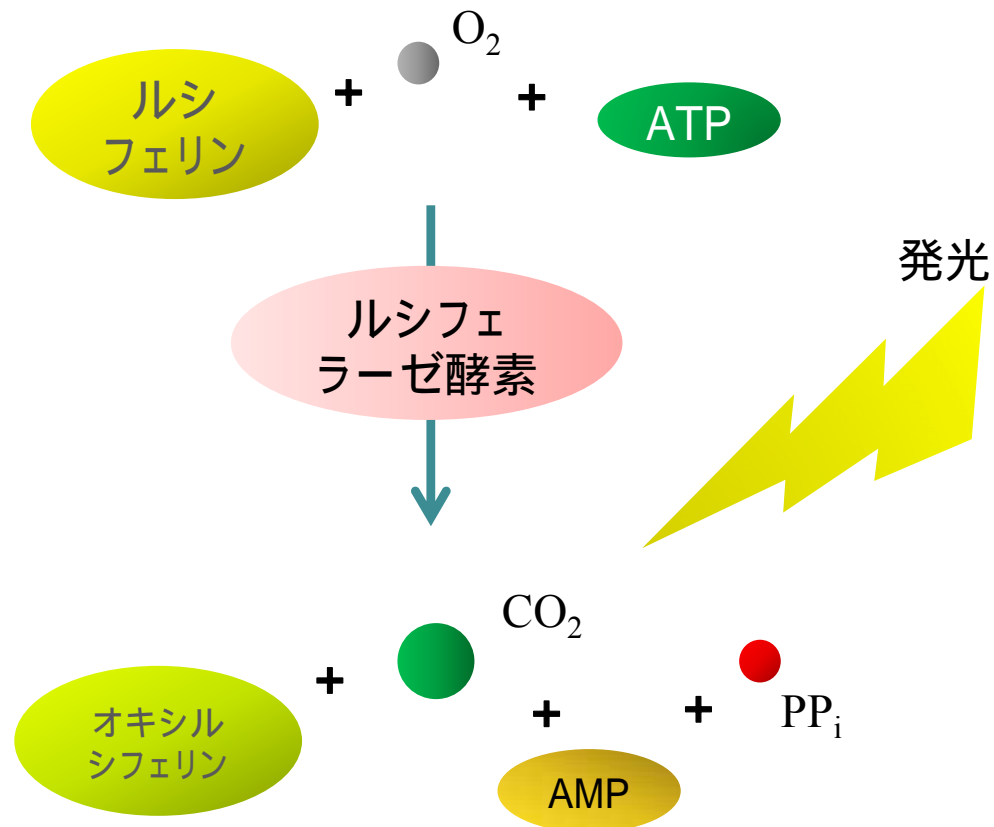 O₂
+
+
ルシ
フェリン
ATP
発光
ルシフェ
ラーゼ酵素
CO₂
+
+
+
PPᵢ
オキシル
シフェリン
AMP